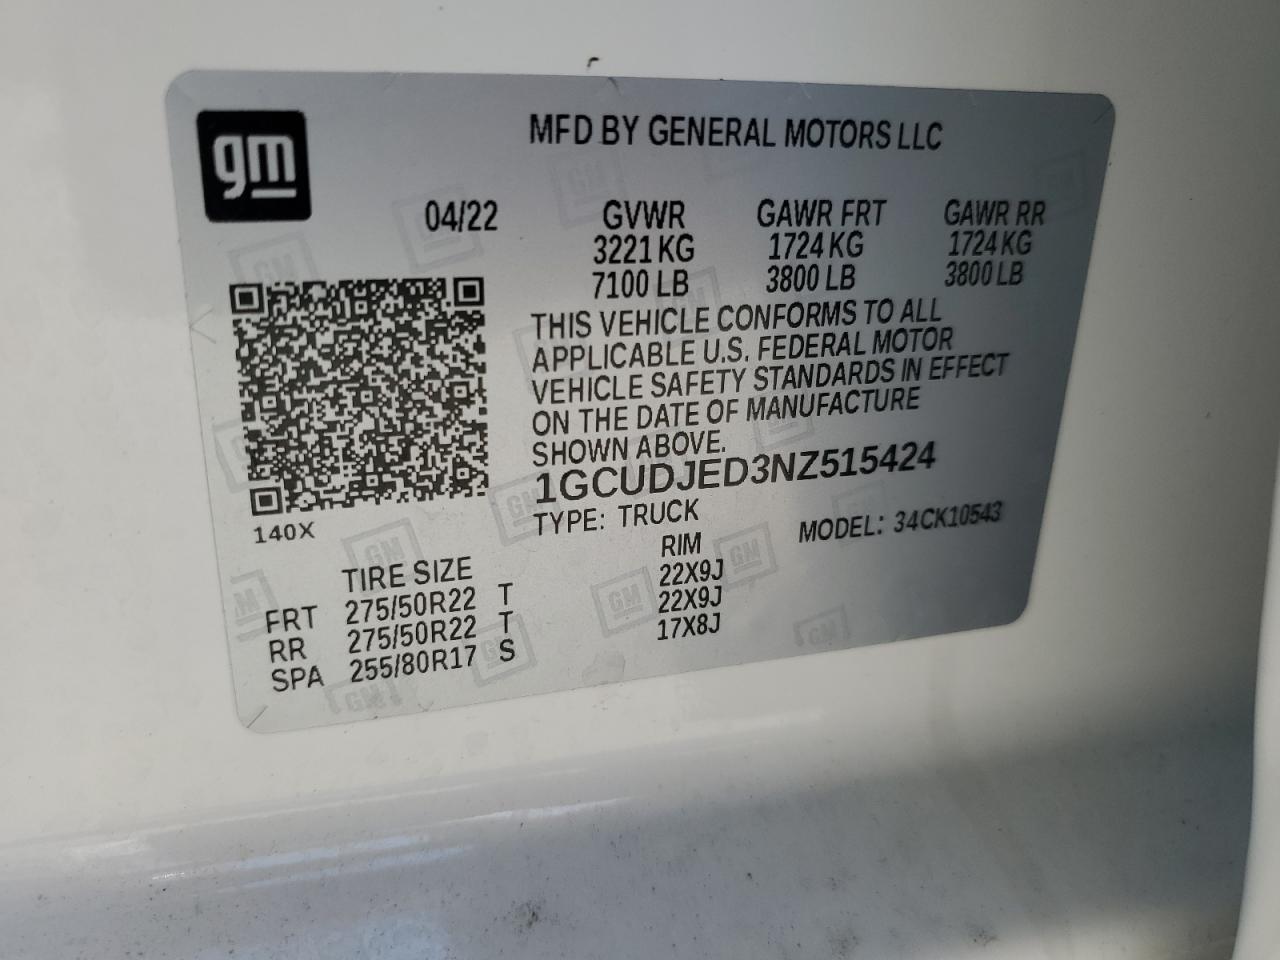 gm
MFD BY GENERAL MOTORS LLC
04/22 GVWR GAWR FRT GAWR RR
3221 KG 1724 KG 1724 KG
7100 LB 3800 LB 3800 LB
THIS VEHICLE CONFORMS TO ALL
APPLICABLE U.S. FEDERAL MOTOR
VEHICLE SAFETY STANDARDS IN EFFECT
ON THE DATE OF MANUFACTURE
SHOWN ABOVE.
1GCUDJED3NZ515424
140X
TYPE: TRUCK MODEL: 34CK10543
TIRE SIZE RIM
FRT 275/50R22 T 22X9J
RR 275/50R22 T 22X9J
SPA 255/80R17 S 17X8J